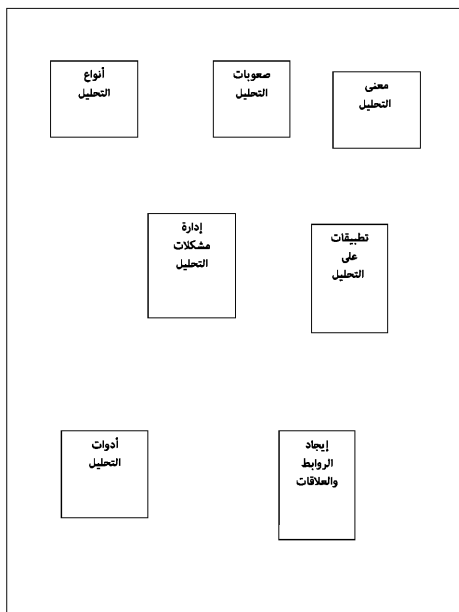 معنى
التحليل
صعوبات
التحليل
أنواع
التحليل
تطبيقات
على
التحليل
إدارة
مشكلات
التحليل
إيجاد
الروابط
والعلاقات
أدوات
التحليل